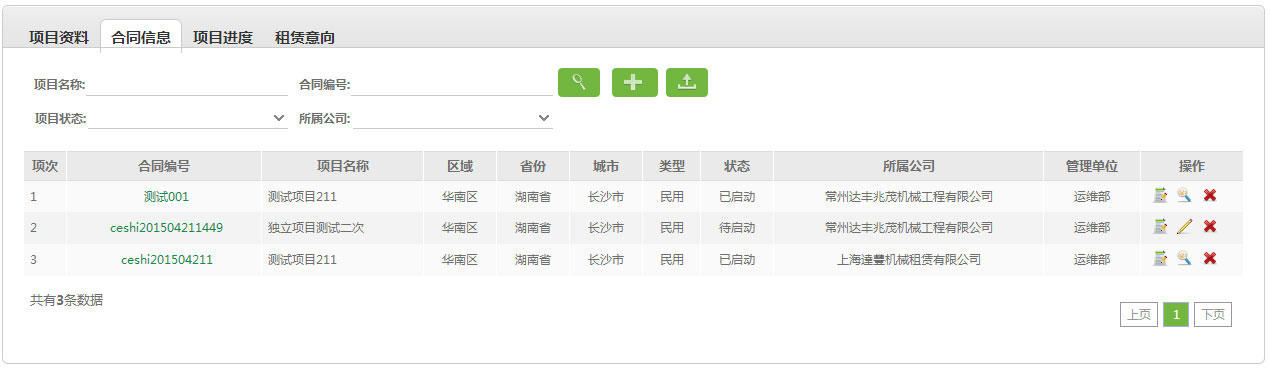 项目资料 合同信息 项目进度 租赁意向
项目名称: 合同编号:
项目状态: 所属公司:
项次 合同编号 项目名称 区域 省份 城市 类型 状态 所属公司 管理单位 操作
1 测试001 测试项目211 华南区 湖南省 长沙市 民用 已启动 常州达丰兆茂机械工程有限公司 运维部
2 ceshi201504211449 独立项目测试二次 华南区 湖南省 长沙市 民用 待启动 常州达丰兆茂机械工程有限公司 运维部
3 ceshi201504211 测试项目211 华南区 湖南省 长沙市 民用 已启动 上海達豐机械租赁有限公司 运维部
共有3条数据
上页 1 下页